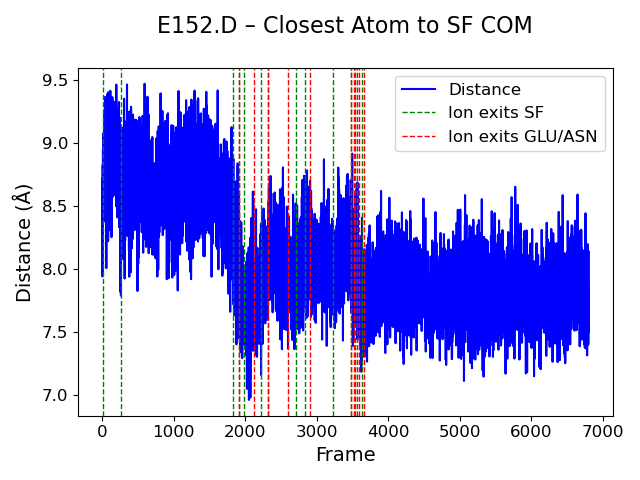 E152.D – Closest Atom to SF COM
Distance
Ion exits SF
Ion exits GLU/ASN
Distance (Å)
9.5
9.0
8.5
8.0
7.5
7.0
0 1000 2000 3000 4000 5000 6000 7000
Frame